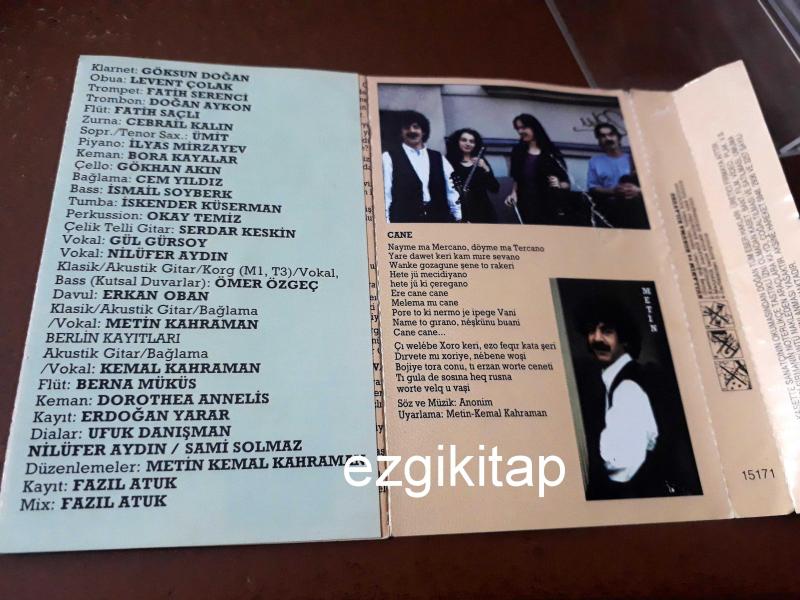 Klarnet: GÖKSUN DOĞAN
Obua: LEVENT ÇOLAK
Trompet: FATİH SERENCİ
Trombon: DOĞAN AYKON
Flüt: FATİH SAÇLI
Zurna: CEBRAİL KALIN
Sopr./Tenor Sax.: ÜMİT
Piyano: İLYAS MİRZAYEV
Keman: BORA KAYALAR
Çello: GÖKHAN AKIN
Bağlama: CEM YILDIZ
Bass: İSMAİL SOYBERK
Tumba: İSKENDER KÜSERMAN
Perkussion: OKAY TEMİZ
Çelik Telli Gitar: SERDAR KESKİN
Vokal: GÜL GÜRSOY
Vokal: NİLÜFER AYDIN
Klasik/Akustik Gitar/Korg (M1, T3)/Vokal,
Bass (Kutsal Duvarlar): ÖMER ÖZGEÇ
Davul: ERKAN OBAN
Klasik/Akustik Gitar/Bağlama
/Vokal: METİN KAHRAMAN
BERLİN KAYITLARI
Akustik Gitar/Bağlama
/Vokal: KEMAL KAHRAMAN
Flüt: BERNA MÜKÜS
Keman: DOROTHEA ANNELİS
Kayıt: ERDOĞAN YARAR
Dialar: UFUK DANIŞMAN
NİLÜFER AYDIN / SAMİ SOLMAZ
Düzenlemeler: METİN KEMAL KAHRAMAN
Kayıt: FAZIL ATUK
Mix: FAZIL ATUK
CANE
Nayme ma Mercano, döyme ma Tercano
Yare dawet keri kam mıre sevano
Wanke gozagune şene to rakeri
Hete jü mecidiyano
hete jü ki çeregano
Ere cane cane
Melema mı cane
Pore to ki nermo je ipege Vani
Name to gırano, nêşkünu buani
Cane cane...
Çı welêbe Xoro keri, ezo feqır kata şeri
Dırvete mı xoriye, nêbene woşi
Bojiye tora conu, tı erzan worte ceneti
Tı gula de sosına heq rusna
worte velq u vaşi
Söz ve Müzik: Anonim
Uyarlama: Metin-Kemal Kahraman
METİN
15171
ezgikitap